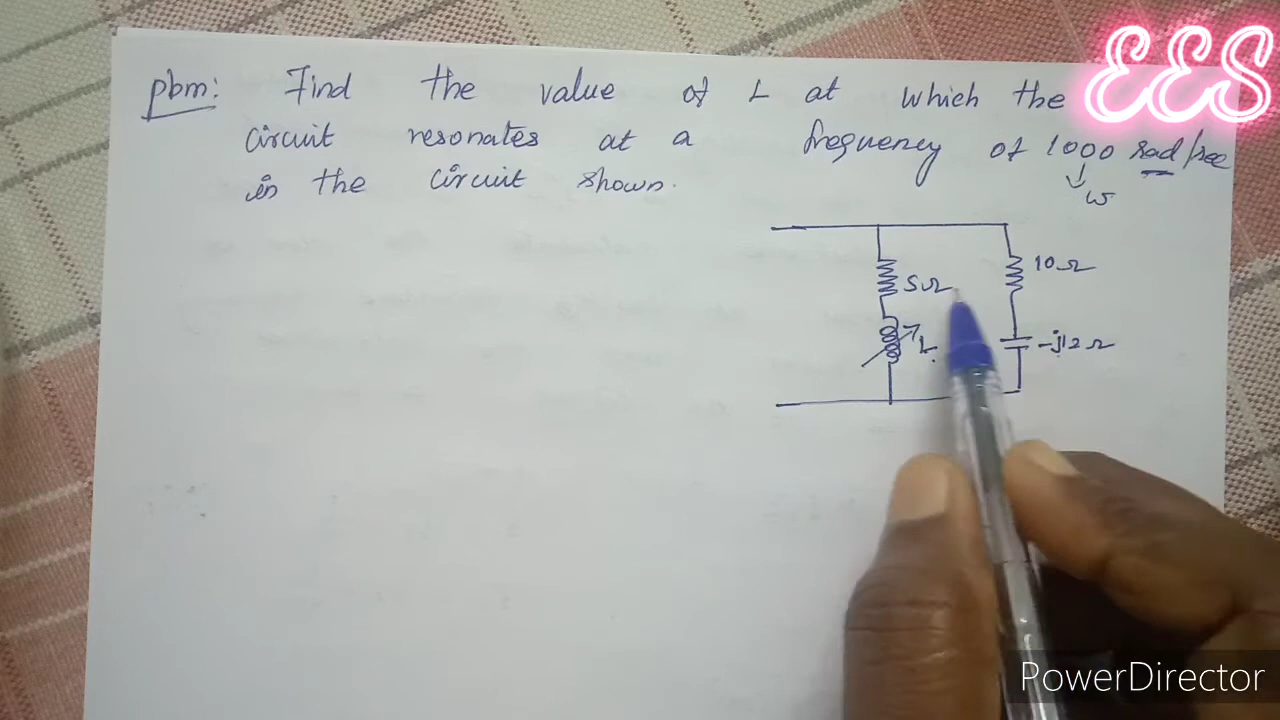 EES
pbm: Find the value of L at which the
circuit resonates at a frequency of 1000 rad/sec
in the circuit shown.
w
10Ω
5Ω
L
-j12Ω
PowerDirector